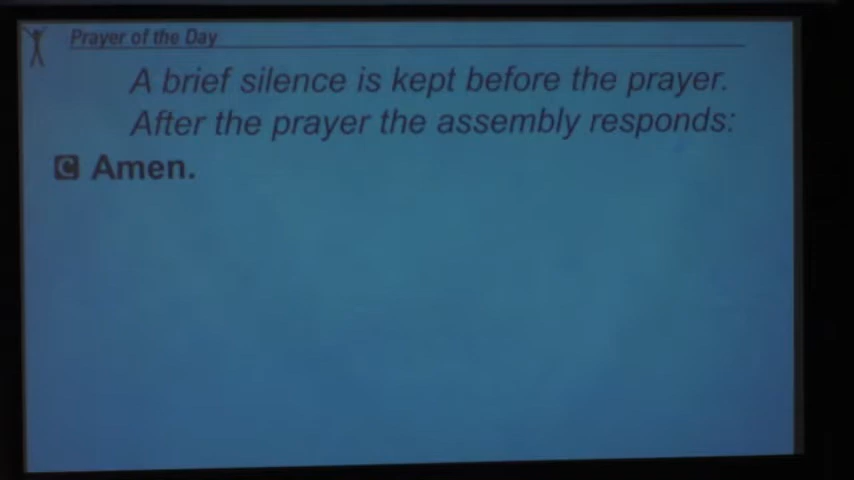 Prayer of the Day
A brief silence is kept before the prayer.
After the prayer the assembly responds:
C Amen.